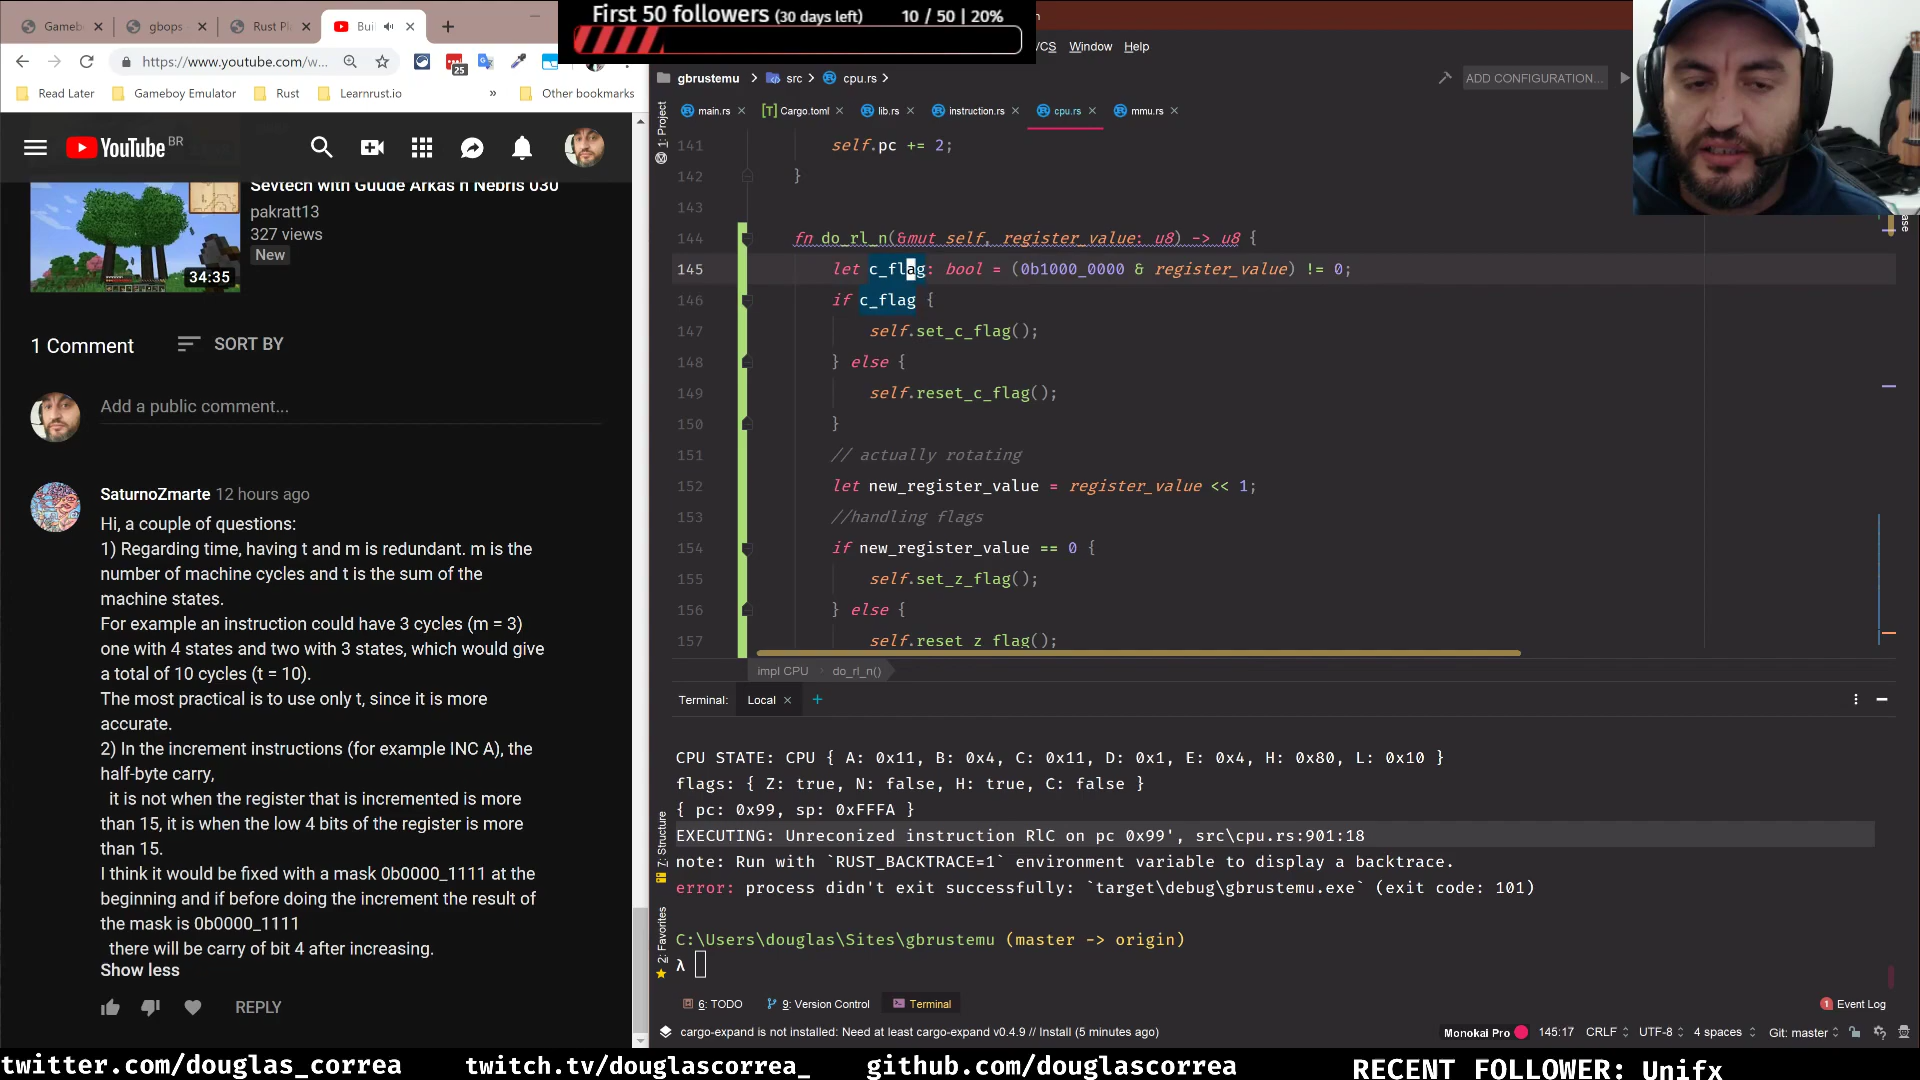 First 50 followers (30 days left) 10 / 50 | 20%
Gameb
gbops
Rust Pl
Buil
https://www.youtube.com/w...
25
Read Later
Gameboy Emulator
Rust
Learnrust.io
»
Other bookmarks
YouTube BR
Sevtech with Guude Arkas n Nebris 030
pakratt13
327 views
New
34:35
1 Comment
SORT BY
Add a public comment...
SaturnoZmarte 12 hours ago
Hi, a couple of questions:
1) Regarding time, having t and m is redundant. m is the
number of machine cycles and t is the sum of the
machine states.
For example an instruction could have 3 cycles (m = 3)
one with 4 states and two with 3 states, which would give
a total of 10 cycles (t = 10).
The most practical is to use only t, since it is more
accurate.
2) In the increment instructions (for example INC A), the
half-byte carry,
it is not when the register that is incremented is more
than 15, it is when the low 4 bits of the register is more
than 15.
I think it would be fixed with a mask 0b0000_1111 at the
beginning and if before doing the increment the result of
the mask is 0b0000_1111
there will be carry of bit 4 after increasing.
Show less
REPLY
VCS Window Help
gbrustemu > src > cpu.rs >
ADD CONFIGURATION...
main.rs
Cargo.toml
lib.rs
instruction.rs
cpu.rs
mmu.rs
1: Project
141 self.pc += 2;
142 }
143
144 fn do_rl_n(&mut self, register_value: u8) -> u8 {
145 let c_flag: bool = (0b1000_0000 & register_value) != 0;
146 if c_flag {
147 self.set_c_flag();
148 } else {
149 self.reset_c_flag();
150 }
151 // actually rotating
152 let new_register_value = register_value << 1;
153 //handling flags
154 if new_register_value == 0 {
155 self.set_z_flag();
156 } else {
157 self.reset_z_flag();
impl CPU
do_rl_n()
Terminal: Local
CPU STATE: CPU { A: 0x11, B: 0x4, C: 0x11, D: 0x1, E: 0x4, H: 0x80, L: 0x10 }
flags: { Z: true, N: false, H: true, C: false }
{ pc: 0x99, sp: 0xFFFA }
EXECUTING: Unreconized instruction RlC on pc 0x99', src\cpu.rs:901:18
note: Run with `RUST_BACKTRACE=1` environment variable to display a backtrace.
error: process didn't exit successfully: `target\debug\gbrustemu.exe` (exit code: 101)
C:\Users\douglas\Sites\gbrustemu (master -> origin)
λ
7: Structure
2: Favorites
6: TODO
9: Version Control
Terminal
1 Event Log
cargo-expand is not installed: Need at least cargo-expand v0.4.9 // Install (5 minutes ago)
Monokai Pro
145:17
CRLF
UTF-8
4 spaces
Git: master
twitter.com/douglas_correa
twitch.tv/douglascorrea_
github.com/douglascorrea
RECENT FOLLOWER: Unifx